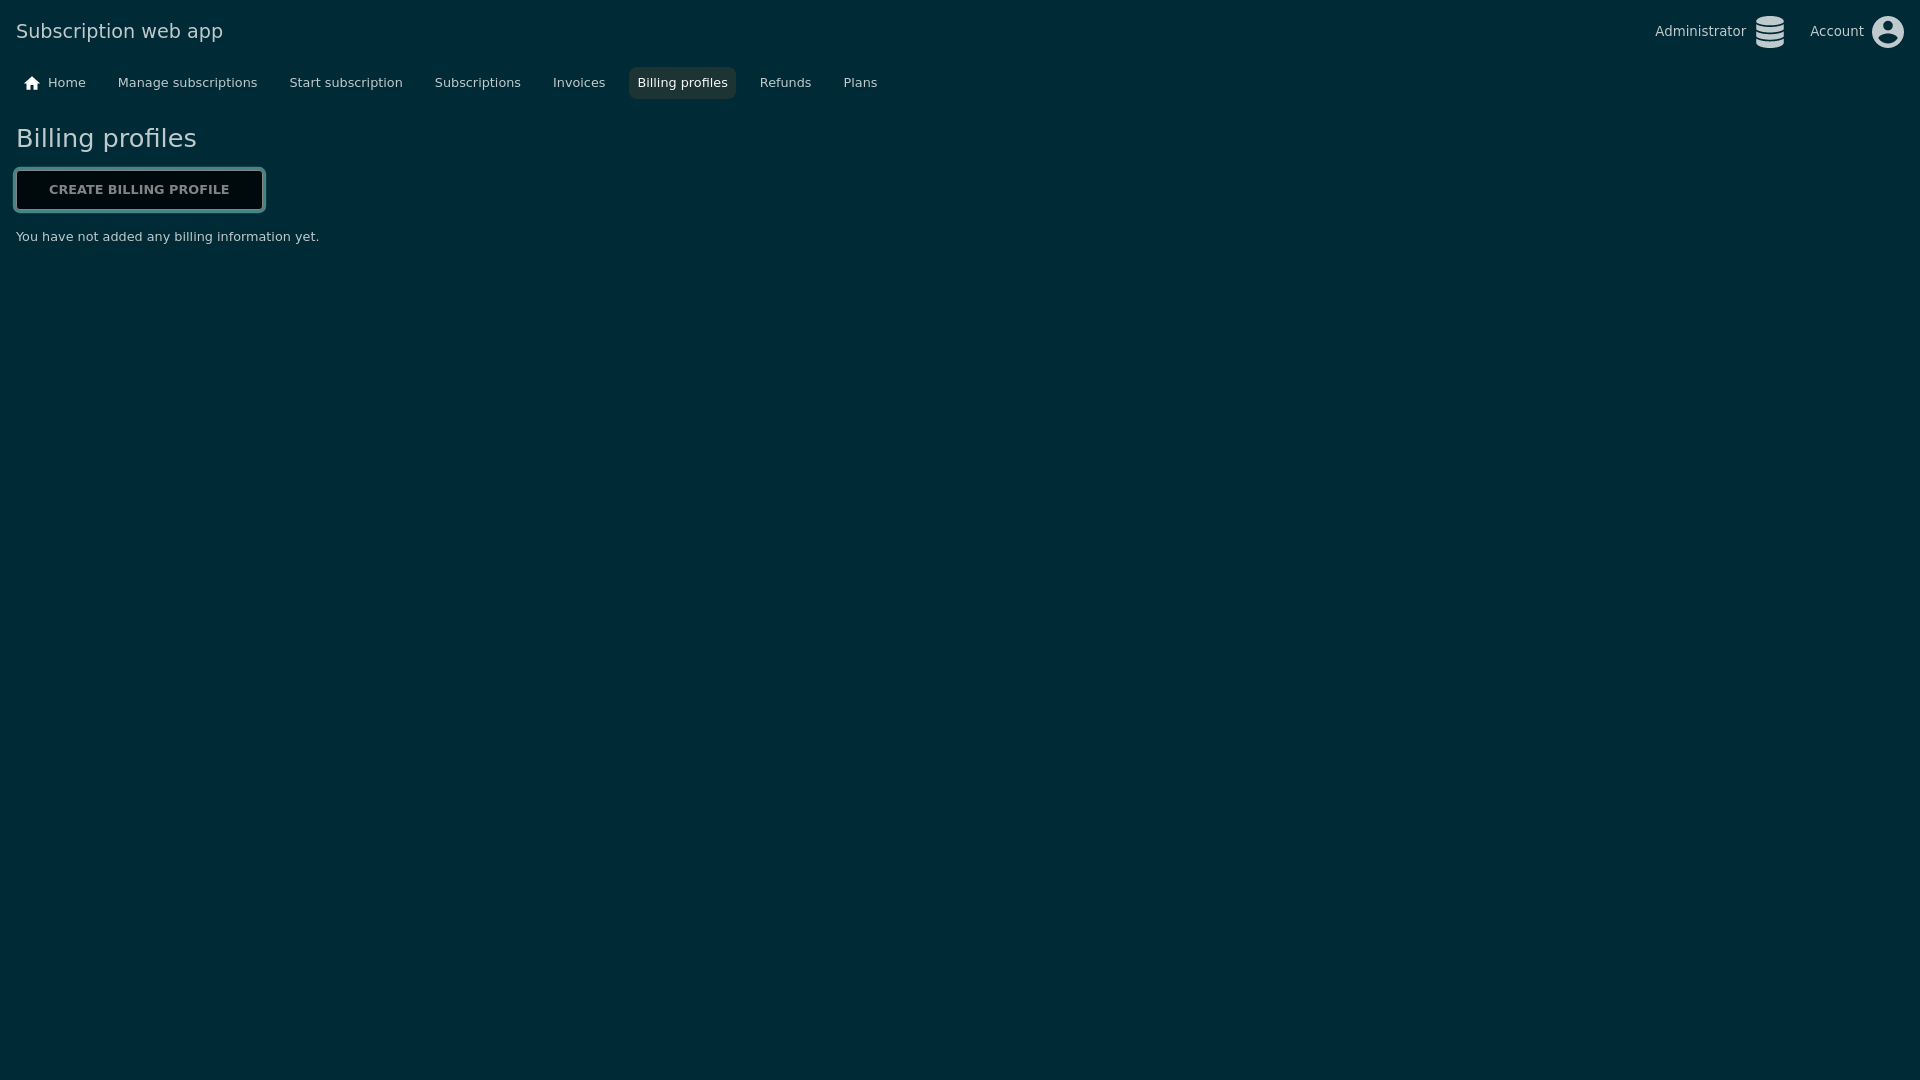 Subscription web app
Administrator
Account
Home
Manage subscriptions
Start subscription
Subscriptions
Invoices
Billing profiles
Refunds
Plans
Billing profiles
CREATE BILLING PROFILE
You have not added any billing information yet.